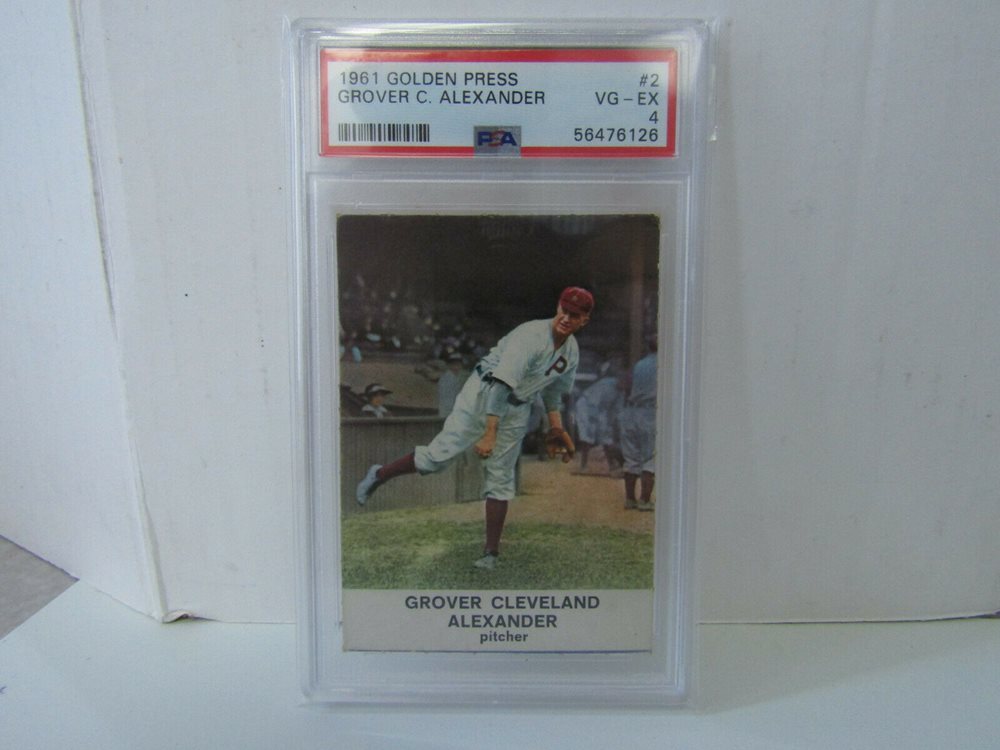 1961 GOLDEN PRESS #2
GROVER C. ALEXANDER VG - EX
4
PSA 56476126
P
GROVER CLEVELAND
ALEXANDER
pitcher